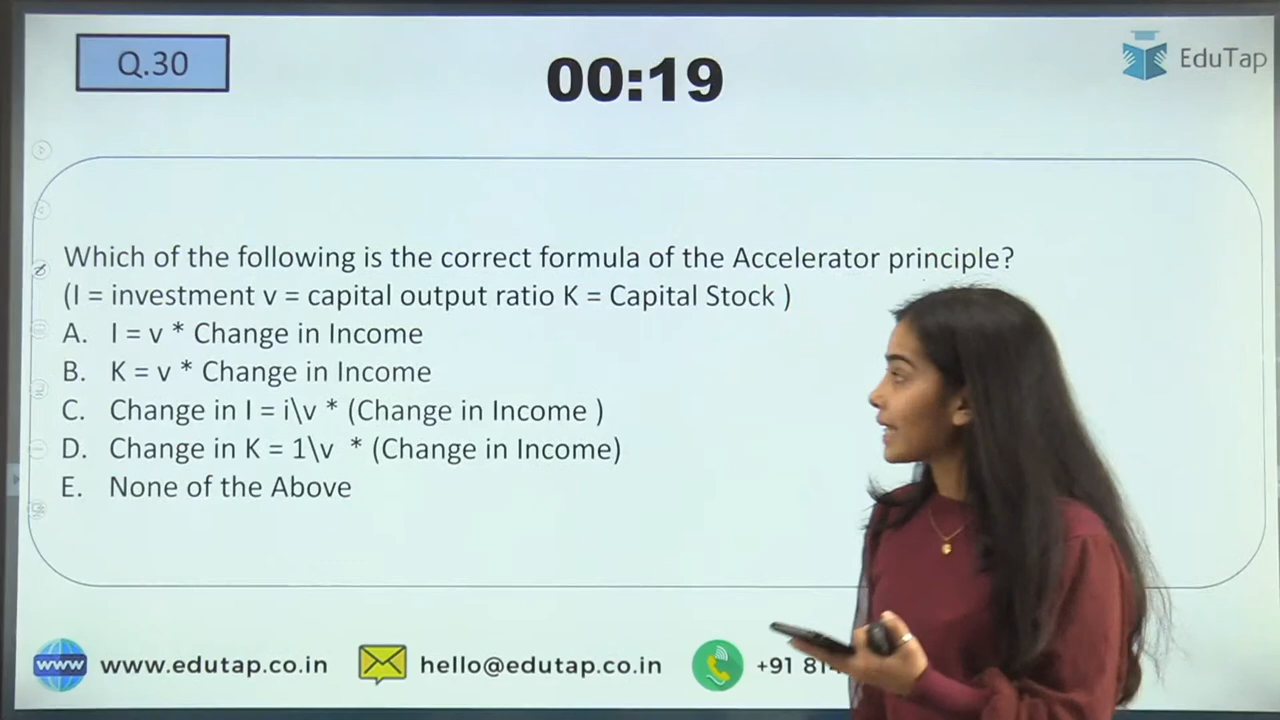 Q.30
00:19
EduTap
Which of the following is the correct formula of the Accelerator principle?
(I = investment v = capital output ratio K = Capital Stock )
A. I = v * Change in Income
B. K = v * Change in Income
C. Change in I = i\v * (Change in Income )
D. Change in K = 1\v * (Change in Income)
E. None of the Above
www www.edutap.co.in hello@edutap.co.in +91 81